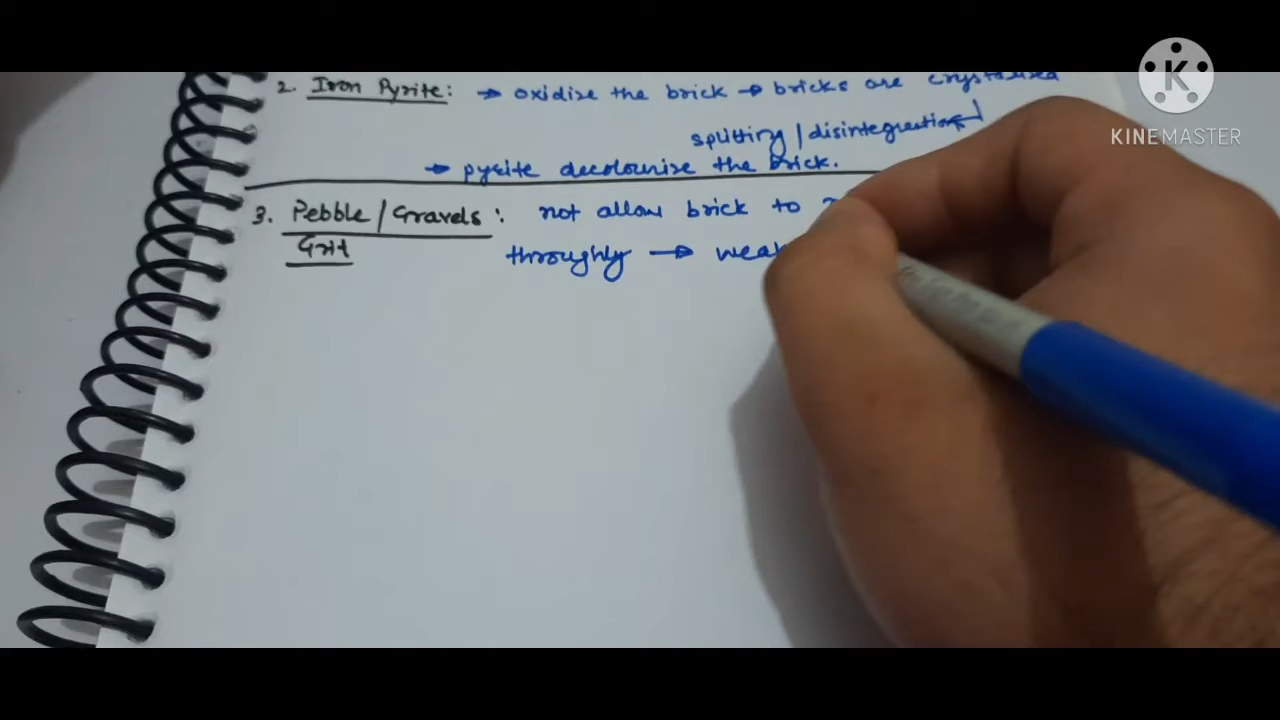 2. Iron Pyrite: → oxidise the brick → bricks are crystalised
splitting / disintegration
→ pyrite decolourise the brick.
3. Pebble / Gravels: not allow brick to
Grit throughly → weak
K
KINEMASTER